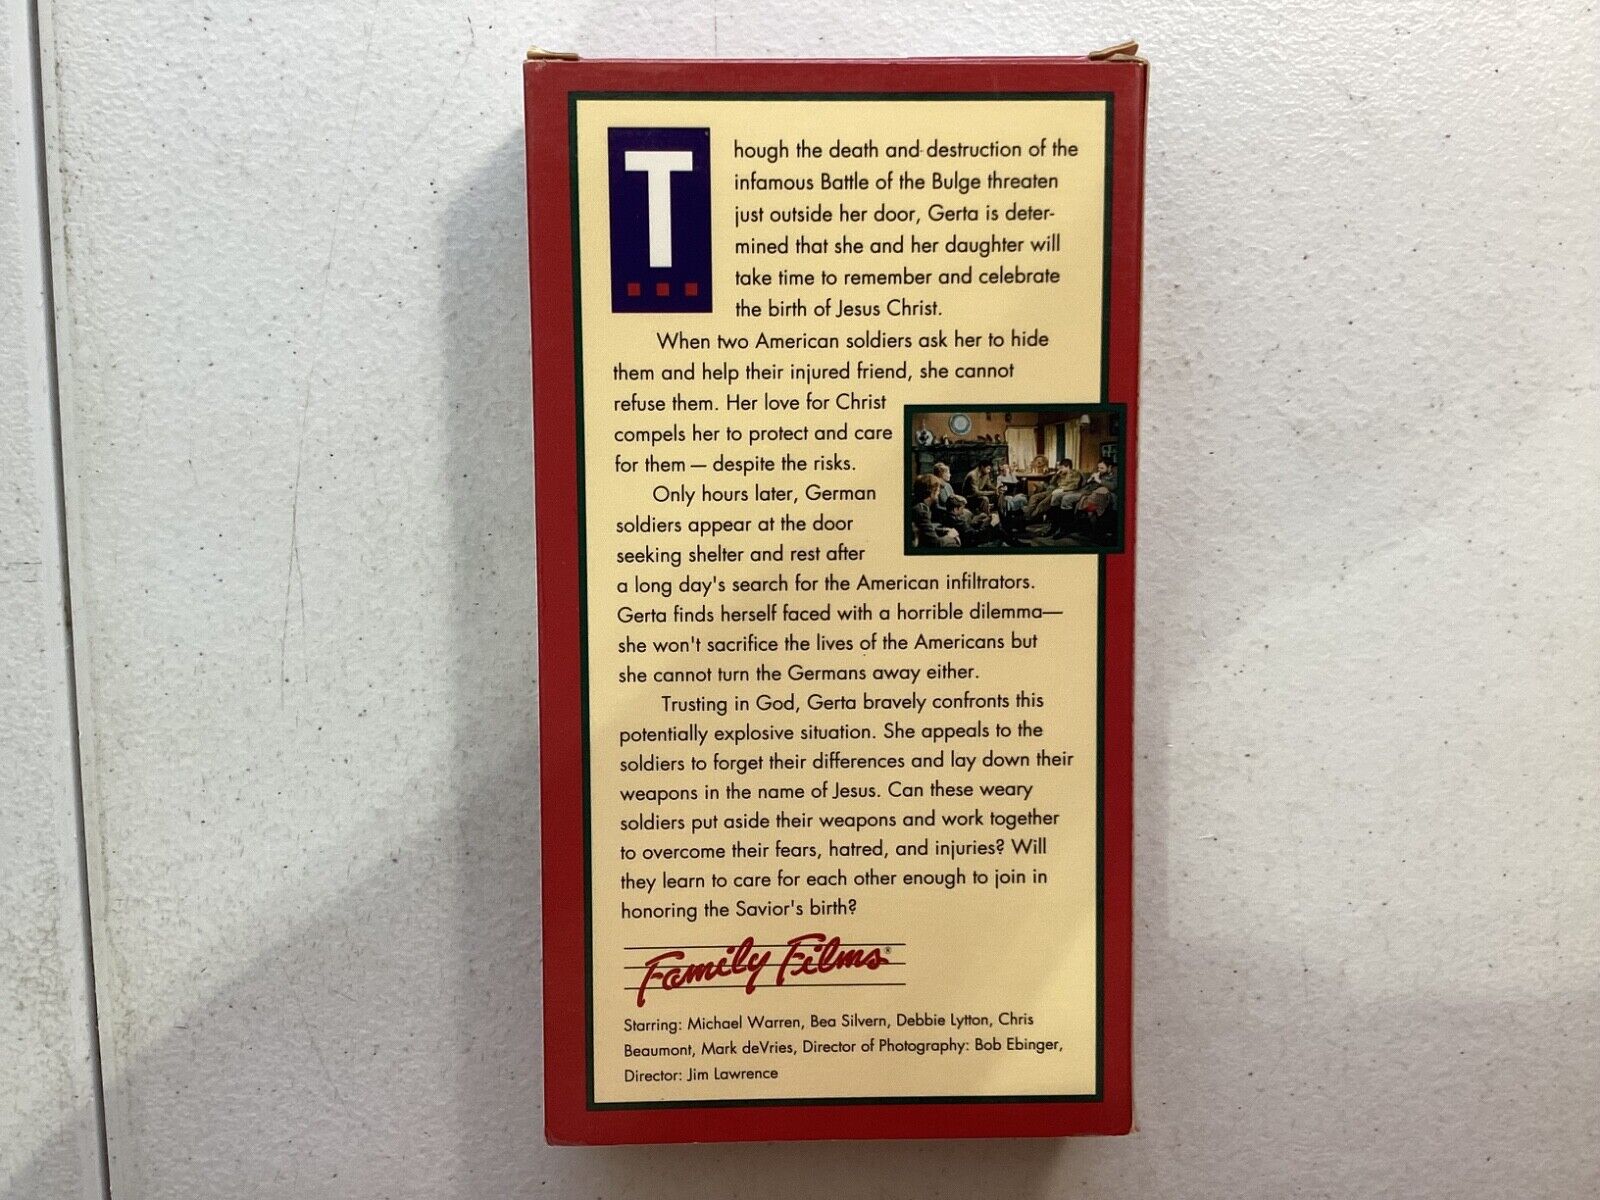 Though the death and destruction of the
infamous Battle of the Bulge threaten
just outside her door, Gerta is deter-
mined that she and her daughter will
take time to remember and celebrate
the birth of Jesus Christ.
When two American soldiers ask her to hide
them and help their injured friend, she cannot
refuse them. Her love for Christ
compels her to protect and care
for them — despite the risks.
Only hours later, German
soldiers appear at the door
seeking shelter and rest after
a long day's search for the American infiltrators.
Gerta finds herself faced with a horrible dilemma—
she won't sacrifice the lives of the Americans but
she cannot turn the Germans away either.
Trusting in God, Gerta bravely confronts this
potentially explosive situation. She appeals to the
soldiers to forget their differences and lay down their
weapons in the name of Jesus. Can these weary
soldiers put aside their weapons and work together
to overcome their fears, hatred, and injuries? Will
they learn to care for each other enough to join in
honoring the Savior's birth?
Family Films®
Starring: Michael Warren, Bea Silvern, Debbie Lytton, Chris
Beaumont, Mark deVries, Director of Photography: Bob Ebinger,
Director: Jim Lawrence